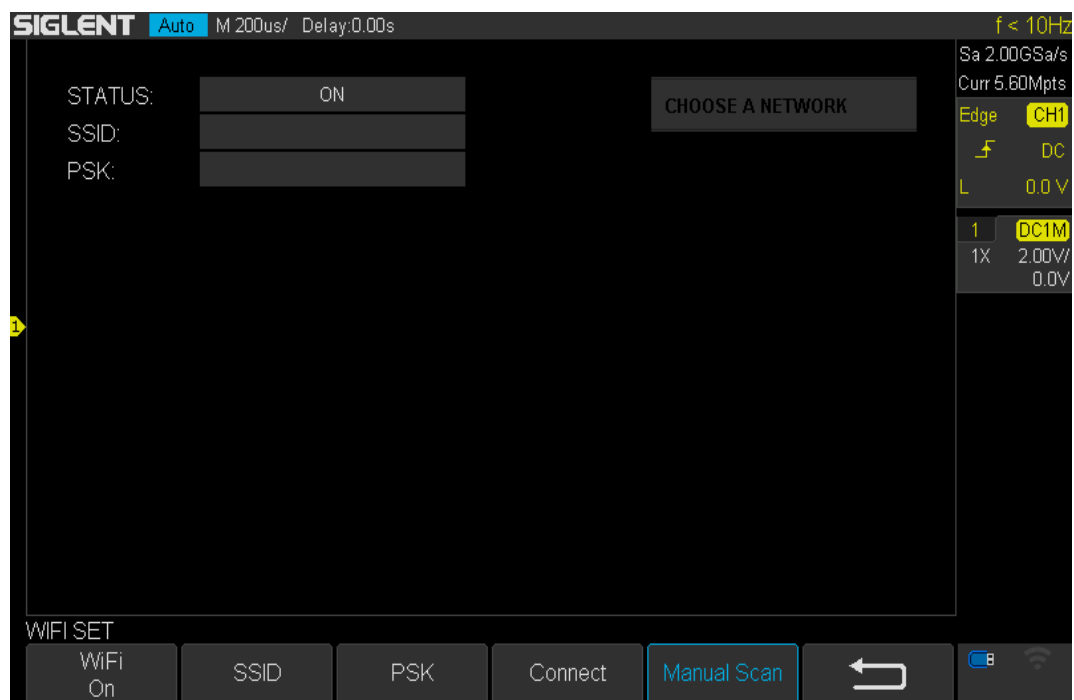 SIGLENT Auto M 200us/ Delay:0.00s f < 10Hz
Sa 2.00GSa/s
Curr 5.60Mpts
Edge CH1
DC
L 0.0 V
1 DC1M
1X 2.00V/
0.0V
STATUS: ON
SSID:
PSK:
CHOOSE A NETWORK
1
WIFI SET
WiFi
On
SSID
PSK
Connect
Manual Scan